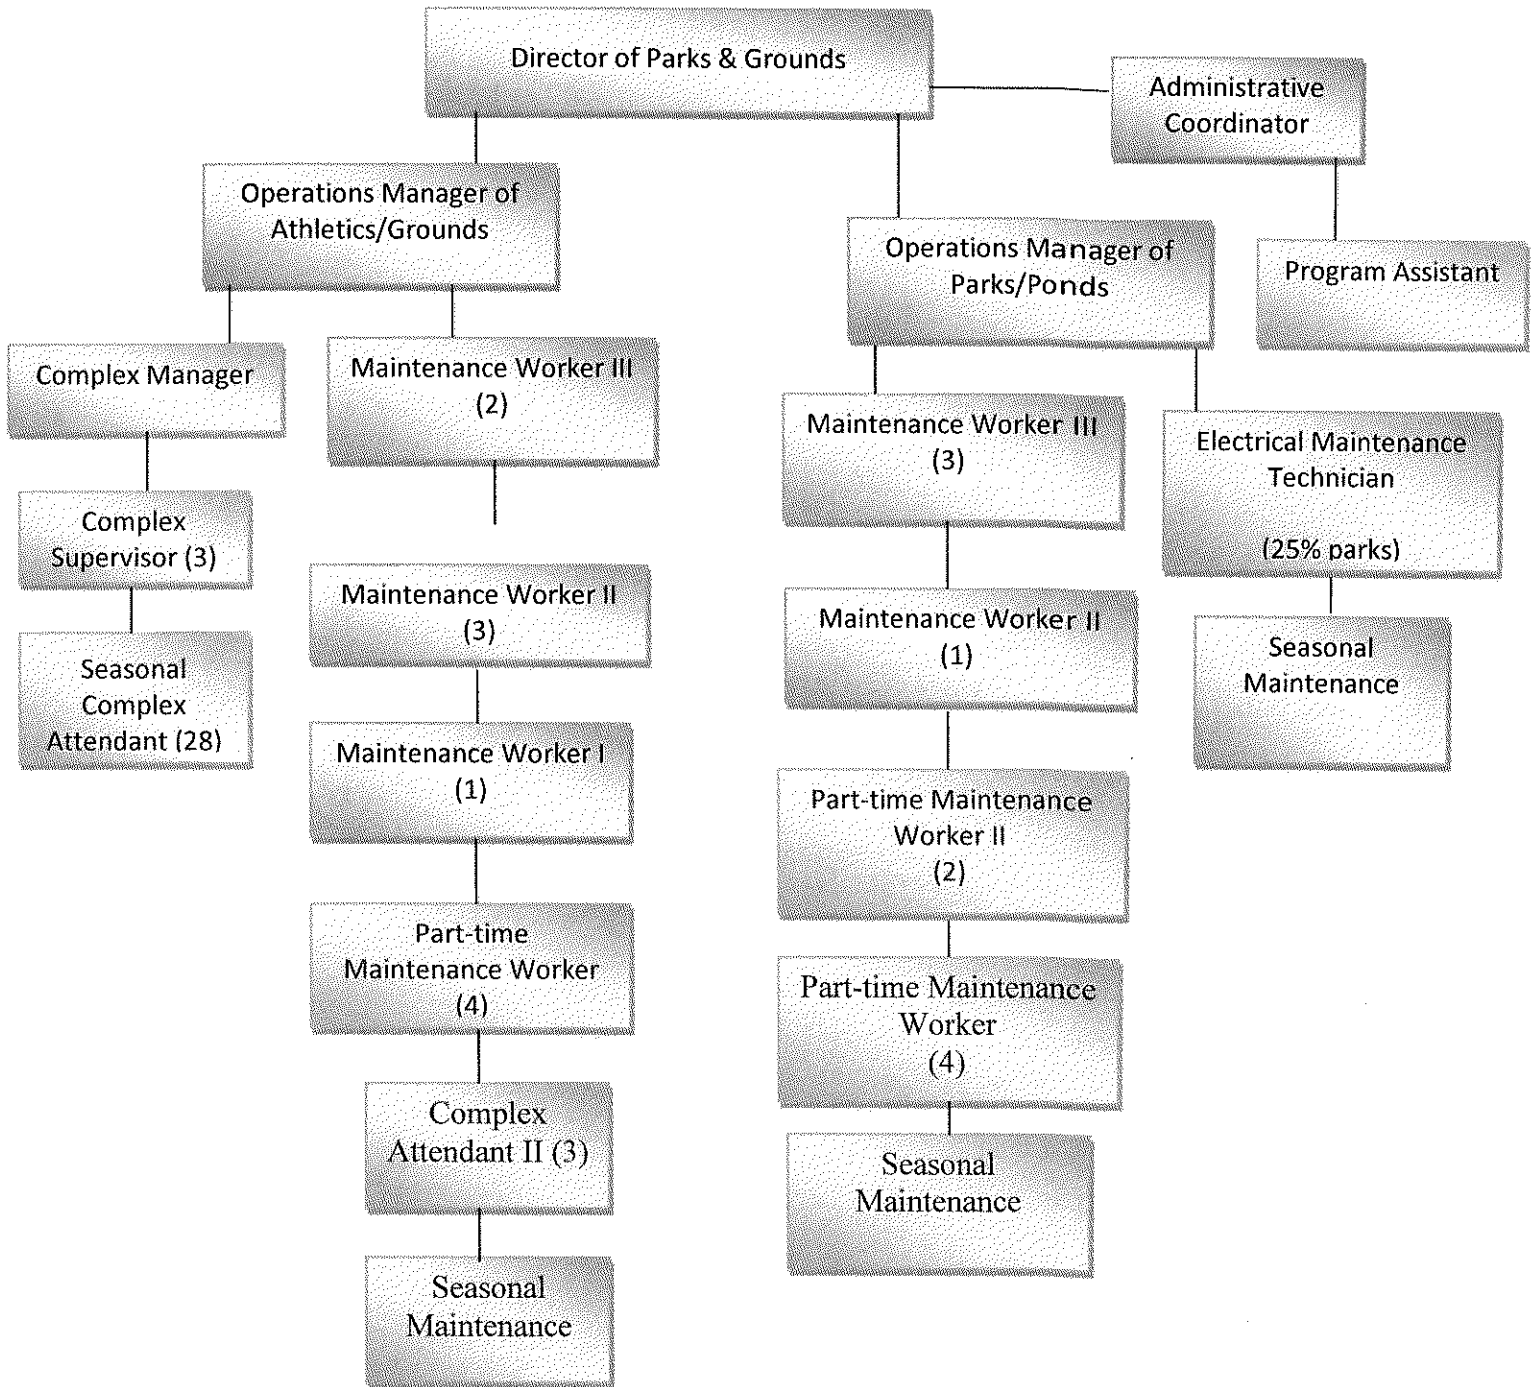 Director of Parks & Grounds
Administrative
Coordinator
Operations Manager of
Athletics/Grounds
Operations Manager of
Parks/Ponds
Program Assistant
Complex Manager
Maintenance Worker III
(2)
Maintenance Worker III
(3)
Electrical Maintenance
Technician
(25% parks)
Complex
Supervisor (3)
Maintenance Worker II
(3)
Maintenance Worker II
(1)
Seasonal
Maintenance
Seasonal
Complex
Attendant (28)
Maintenance Worker I
(1)
Part-time Maintenance
Worker II
(2)
Part-time
Maintenance Worker
(4)
Part-time Maintenance
Worker
(4)
Complex
Attendant II (3)
Seasonal
Maintenance
Seasonal
Maintenance